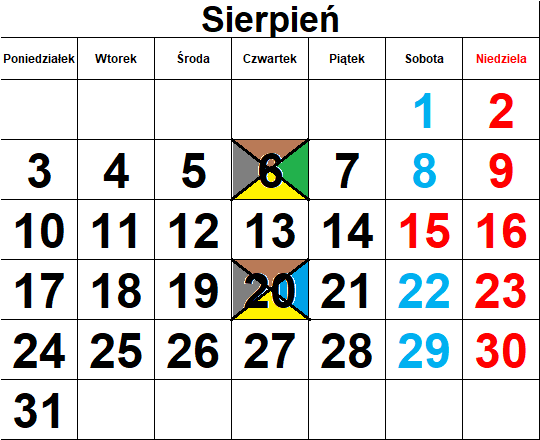 Sierpień
Poniedziałek Wtorek Środa Czwartek Piątek Sobota Niedziela
1 2
3 4 5 6 7 8 9
10 11 12 13 14 15 16
17 18 19 20 21 22 23
24 25 26 27 28 29 30
31